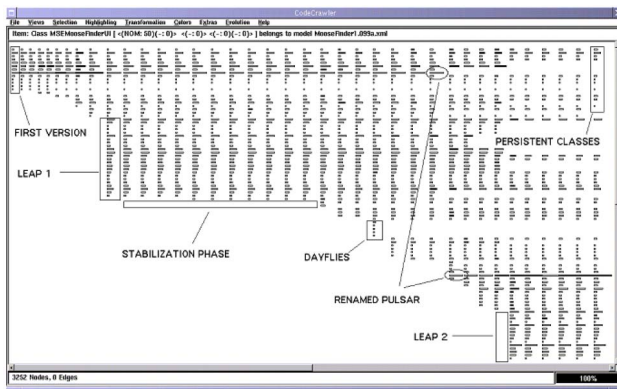 CodeCrawler
File Views Selection Highlighting Transformation Colors Extras Evolution Help
Item: Class MSEMooseFinderUI [ <{NOM: 50}{-: 0}> <{-: 0}> <{-: 0}{-: 0}> ] belongs to model MooseFinder1.099a.xml
FIRST VERSION
PERSISTENT CLASSES
LEAP 1
STABILIZATION PHASE
DAYFLIES
RENAMED PULSAR
LEAP 2
3252 Nodes, 0 Edges
100%